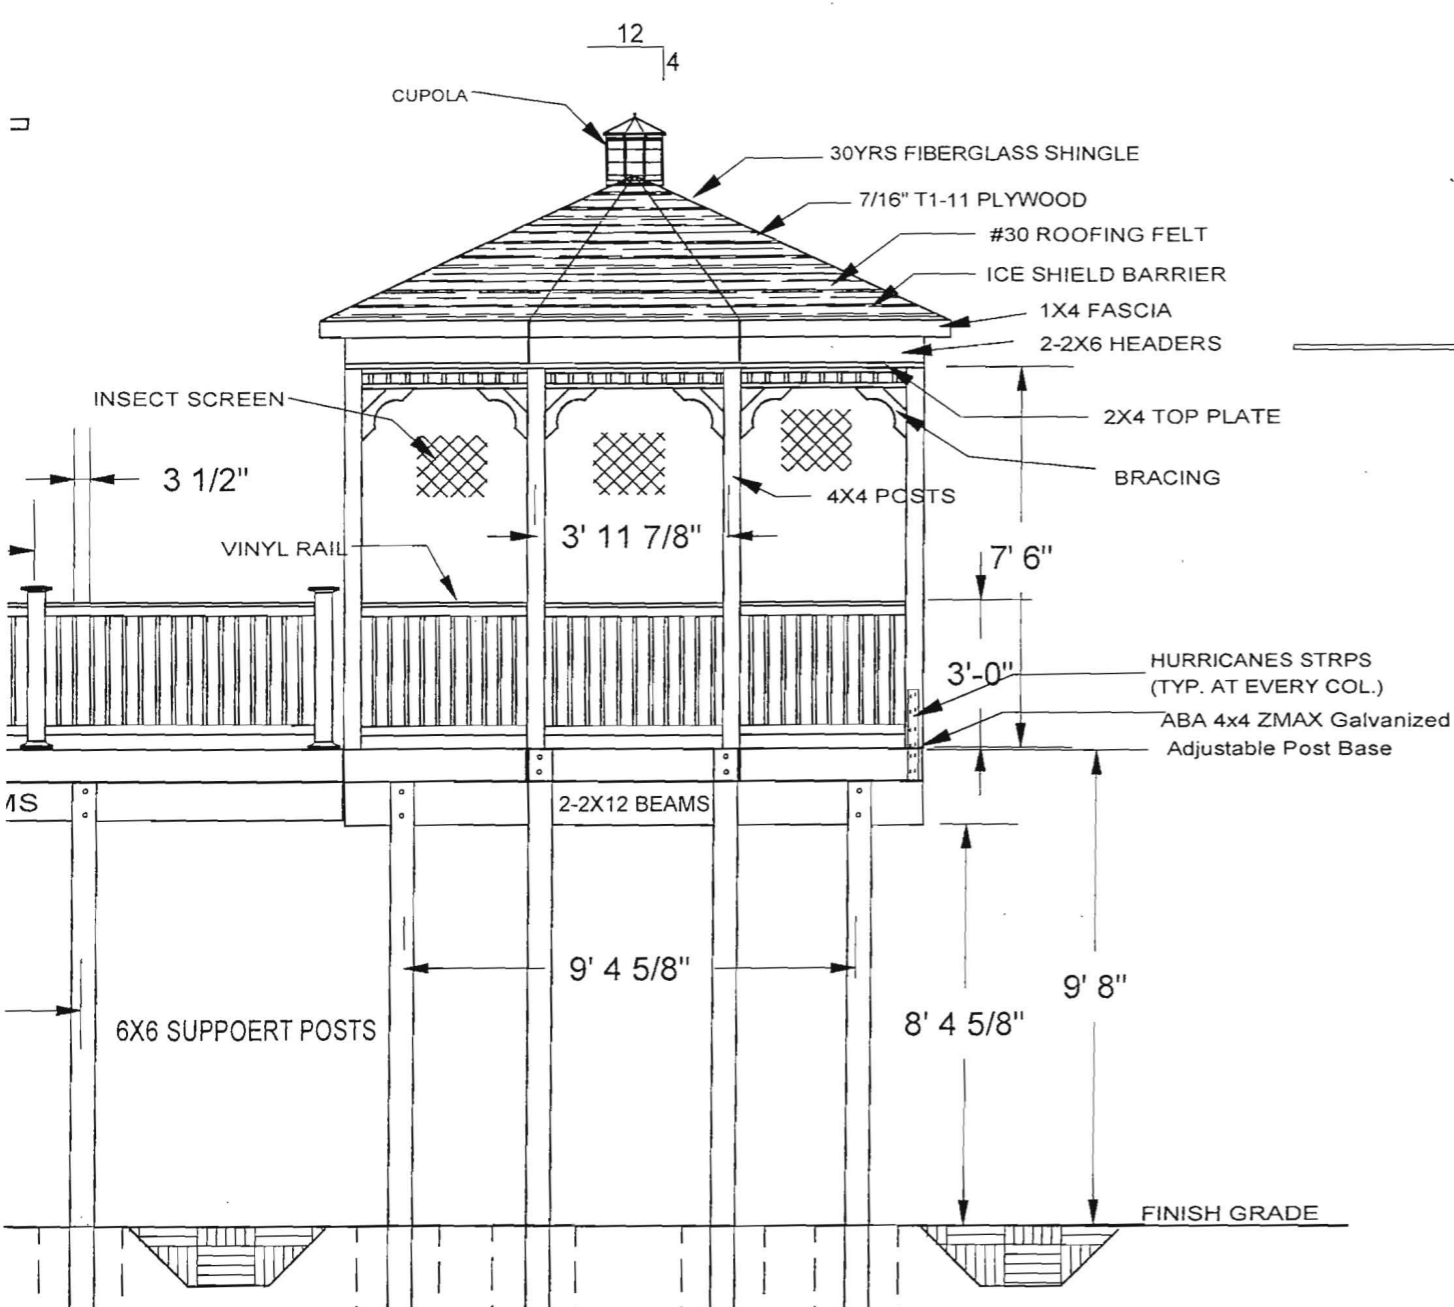 12
4
CUPOLA
30YRS FIBERGLASS SHINGLE
7/16" T1-11 PLYWOOD
#30 ROOFING FELT
ICE SHIELD BARRIER
1X4 FASCIA
2-2X6 HEADERS
INSECT SCREEN
2X4 TOP PLATE
3 1/2"
BRACING
4X4 POSTS
3' 11 7/8"
VINYL RAIL
7' 6"
HURRICANES STRPS
(TYP. AT EVERY COL.)
3'-0"
ABA 4x4 ZMAX Galvanized
Adjustable Post Base
MS
2-2X12 BEAMS
9' 4 5/8"
9' 8"
8' 4 5/8"
6X6 SUPPOERT POSTS
FINISH GRADE